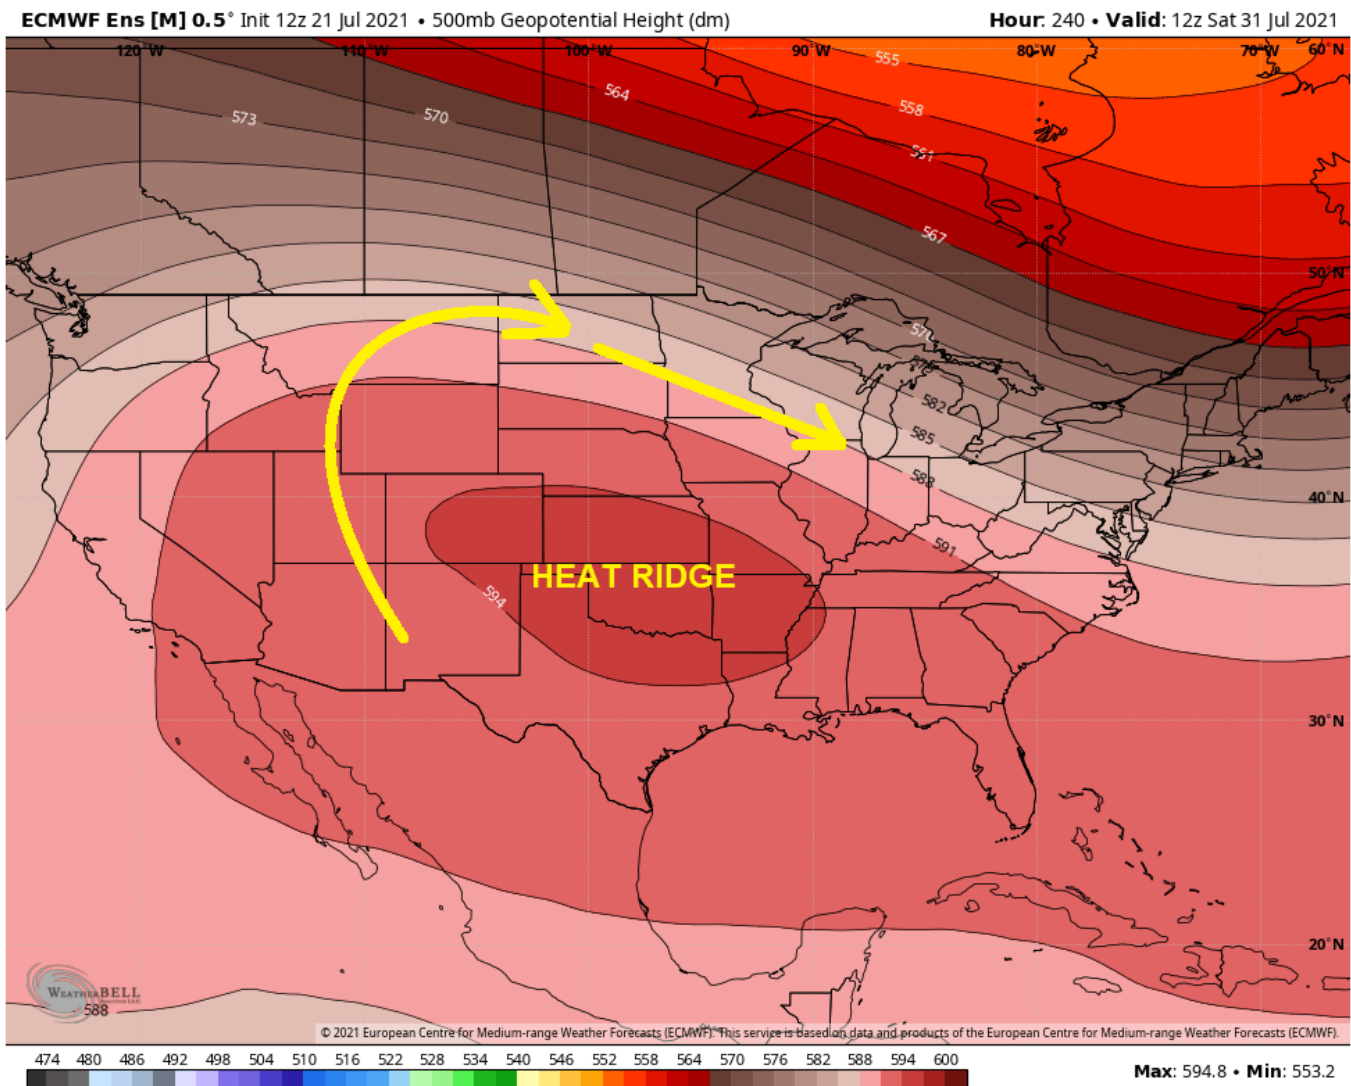 ECMWF Ens [M] 0.5° Init 12z 21 Jul 2021 • 500mb Geopotential Height (dm)
Hour: 240 • Valid: 12z Sat 31 Jul 2021
120°W 110°W 100°W 90°W 80°W 70°W 60°N
555
564
558
573
570
561
567
50°N
582
585
588
40°N
591
HEAT RIDGE
594
30°N
20°N
WEATHERBELL
588
© 2021 European Centre for Medium-range Weather Forecasts (ECMWF). This service is based on data and products of the European Centre for Medium-range Weather Forecasts (ECMWF).
474 480 486 492 498 504 510 516 522 528 534 540 546 552 558 564 570 576 582 588 594 600
Max: 594.8 • Min: 553.2